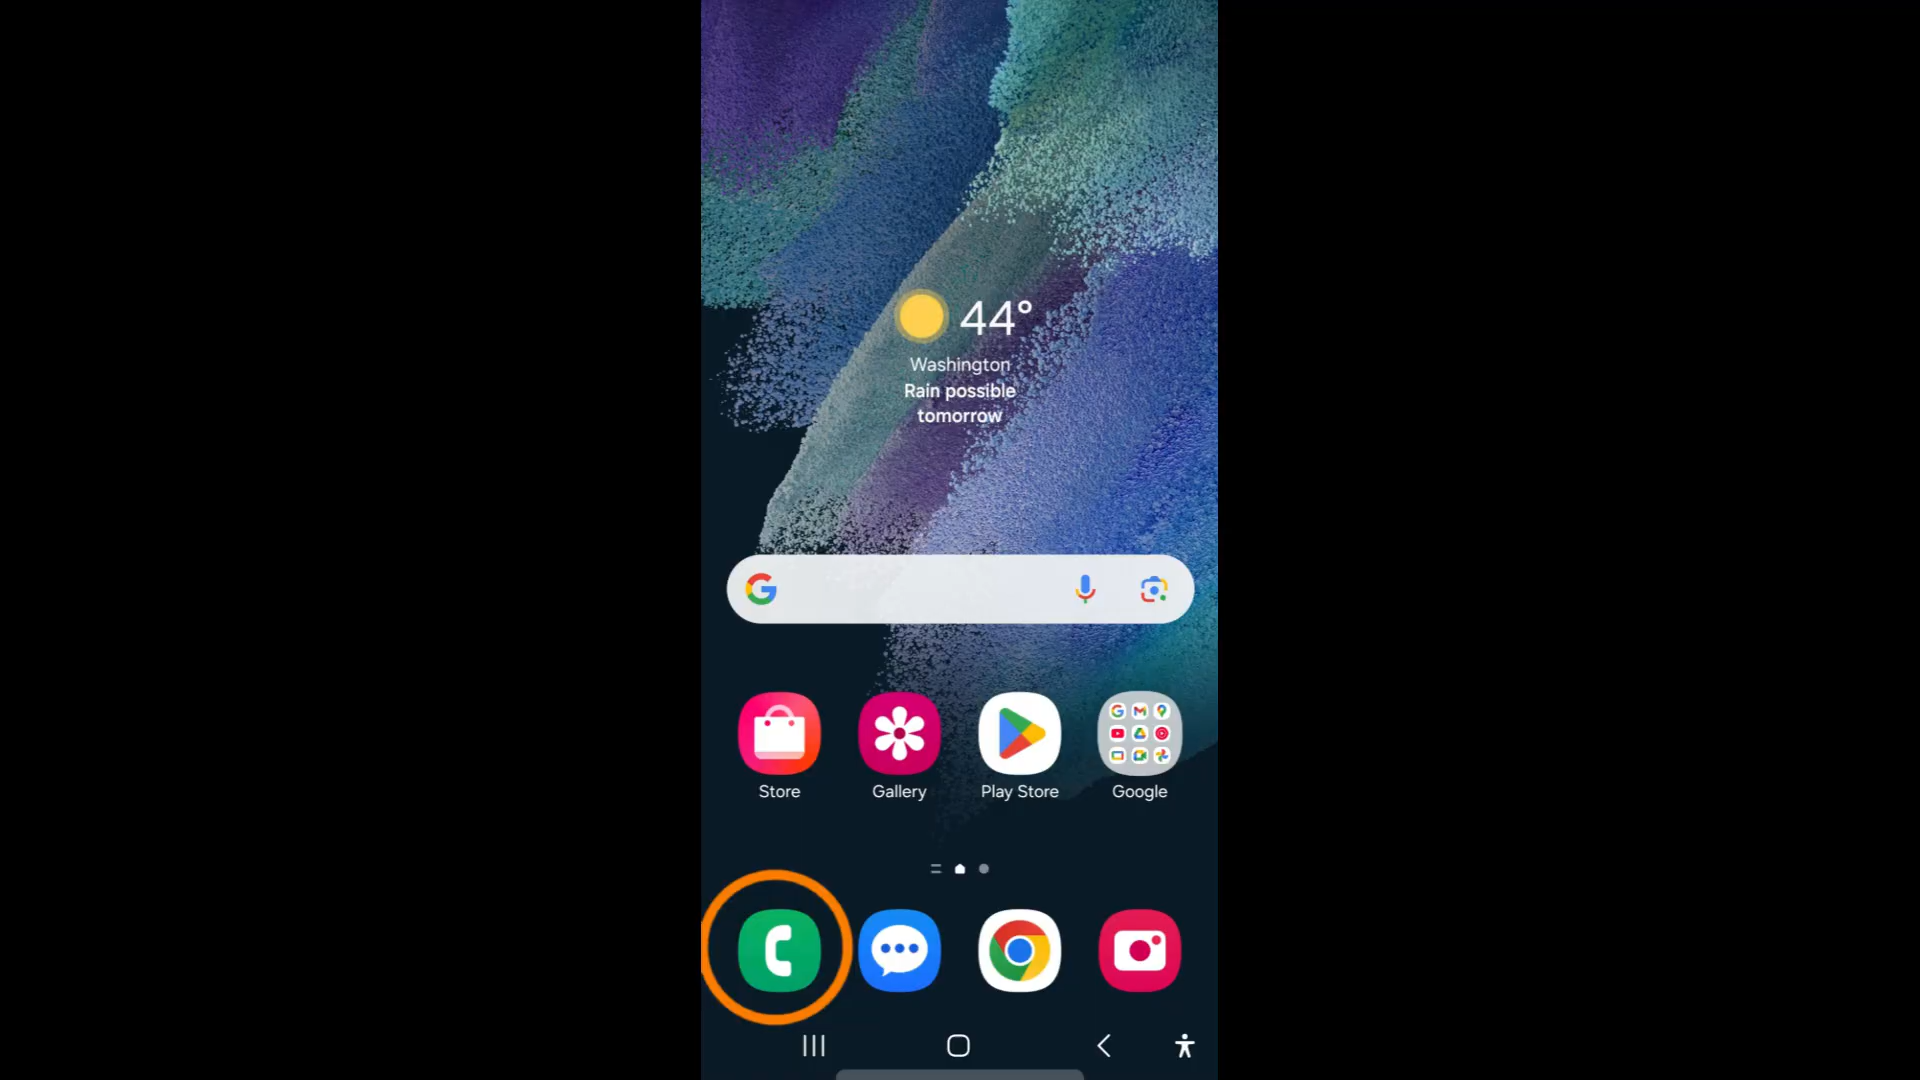 44°
Washington
Rain possible
tomorrow
Store
Gallery
Play Store
Google